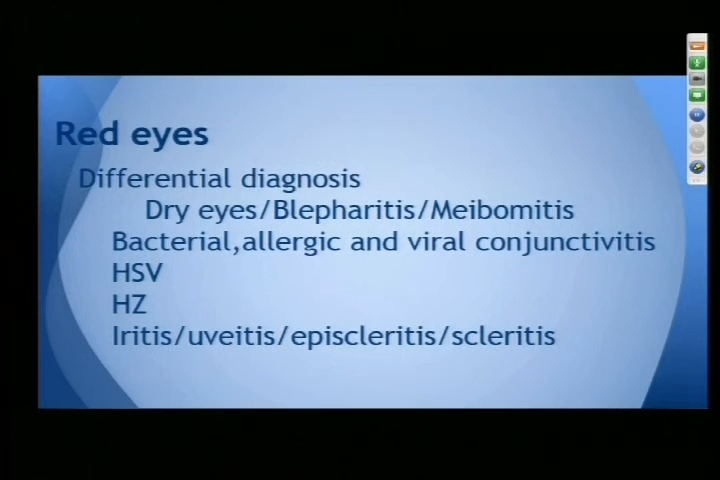 Red eyes
Differential diagnosis
Dry eyes/Blepharitis/Meibomitis
Bacterial,allergic and viral conjunctivitis
HSV
HZ
Iritis/uveitis/episcleritis/scleritis